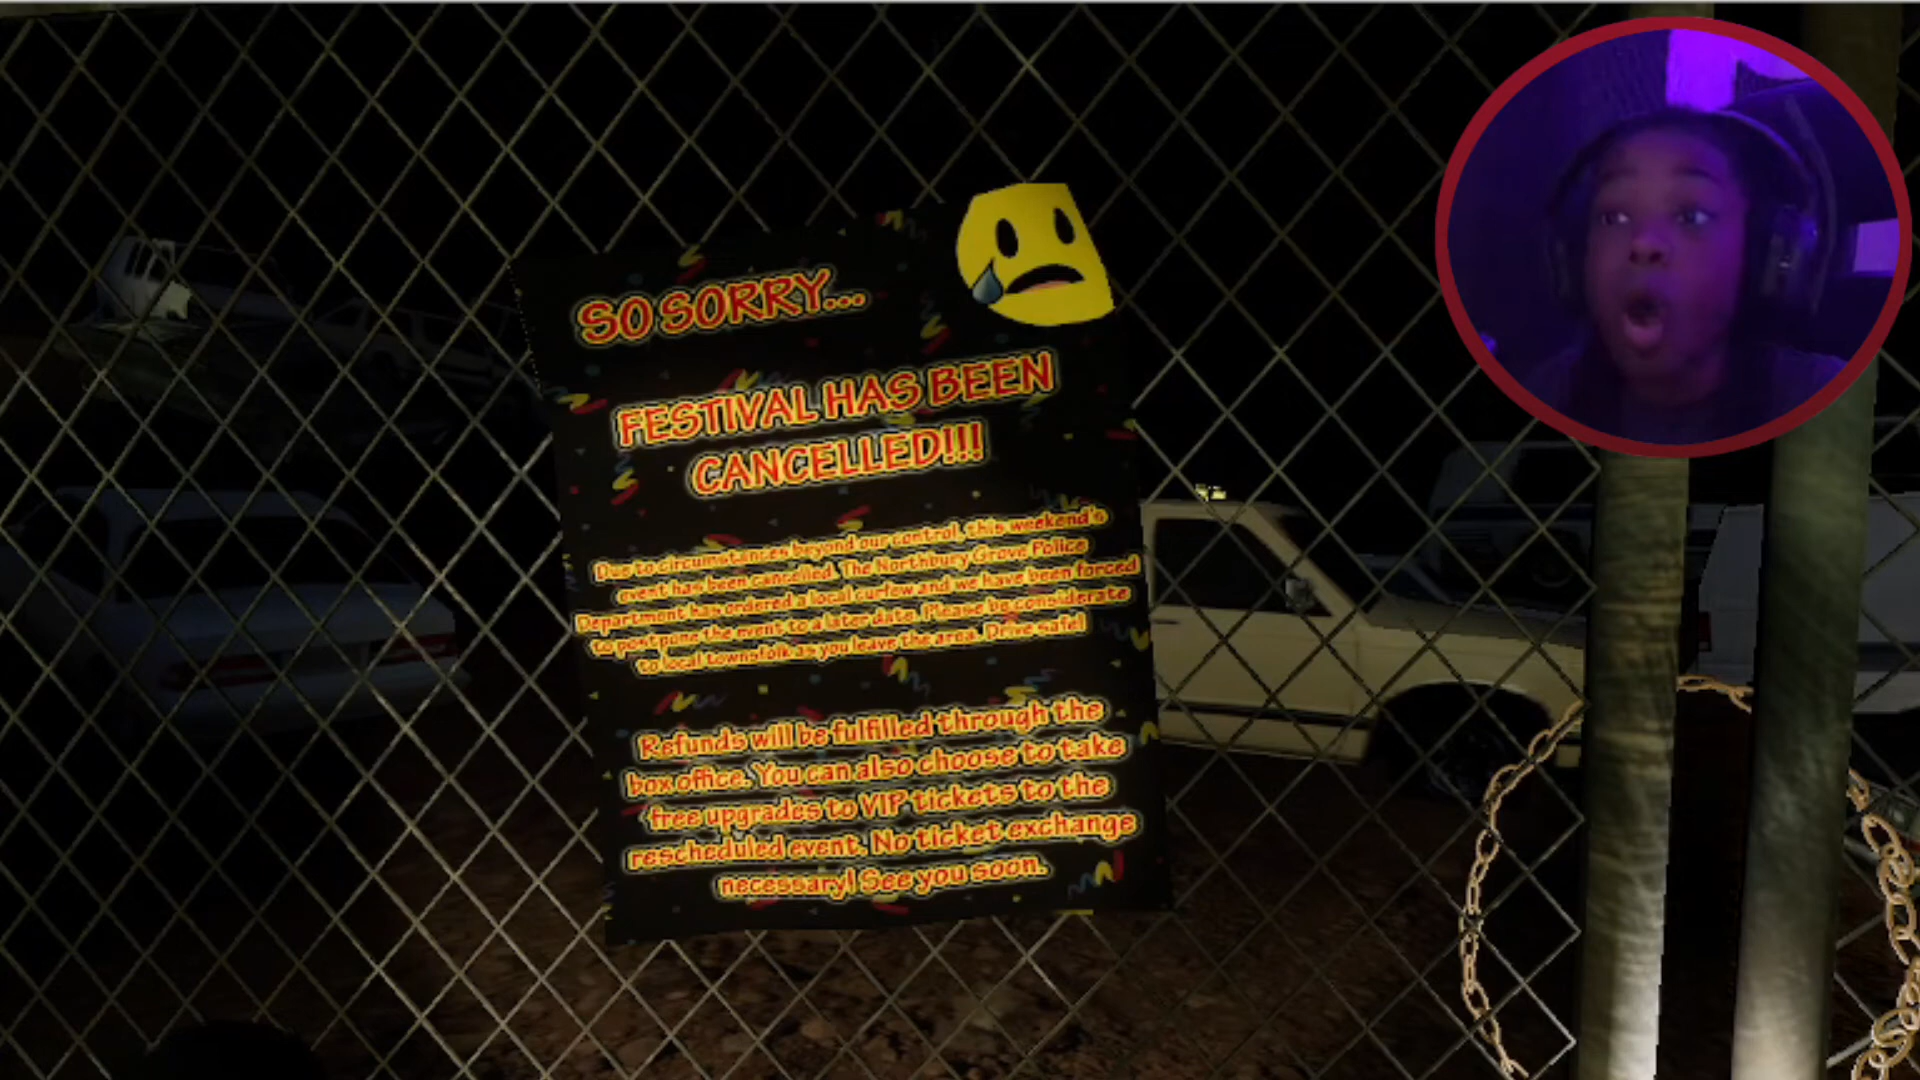 SO SORRY...
FESTIVAL HAS BEEN
CANCELLED!!!
Due to circumstances beyond our control, this weekend's
event has been cancelled. The Northbury Grove Police
Department has ordered a local curfew and we have been forced
to postpone the event to a later date. Please be considerate
to local townsfolk as you leave the area. Drive safe!
Refunds will be fulfilled through the
box office. You can also choose to take
free upgrades to VIP tickets to the
rescheduled event. No ticket exchange
necessary! See you soon.